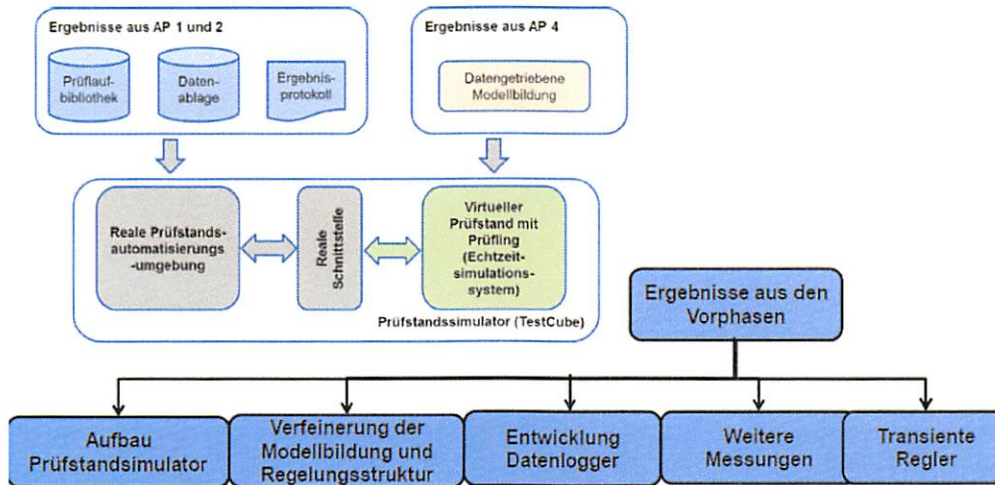 Ergebnisse aus AP 1 und 2
Prüflauf-
bibliothek
Daten-
ablage
Ergebnis-
protokoll
Ergebnisse aus AP 4
Datengetriebene
Modellbildung
Reale Prüfstands-
automatisierungs
-umgebung
Reale
Schnittstelle
Virtueller
Prüfstand mit
Prüfling
(Echtzeit-
simulations-
system)
Prüfstandssimulator (TestCube)
Ergebnisse aus den
Vorphasen
Aufbau
Prüfstandsimulator
Verfeinerung der
Modellbildung und
Regelungsstruktur
Entwicklung
Datenlogger
Weitere
Messungen
Transiente
Regler